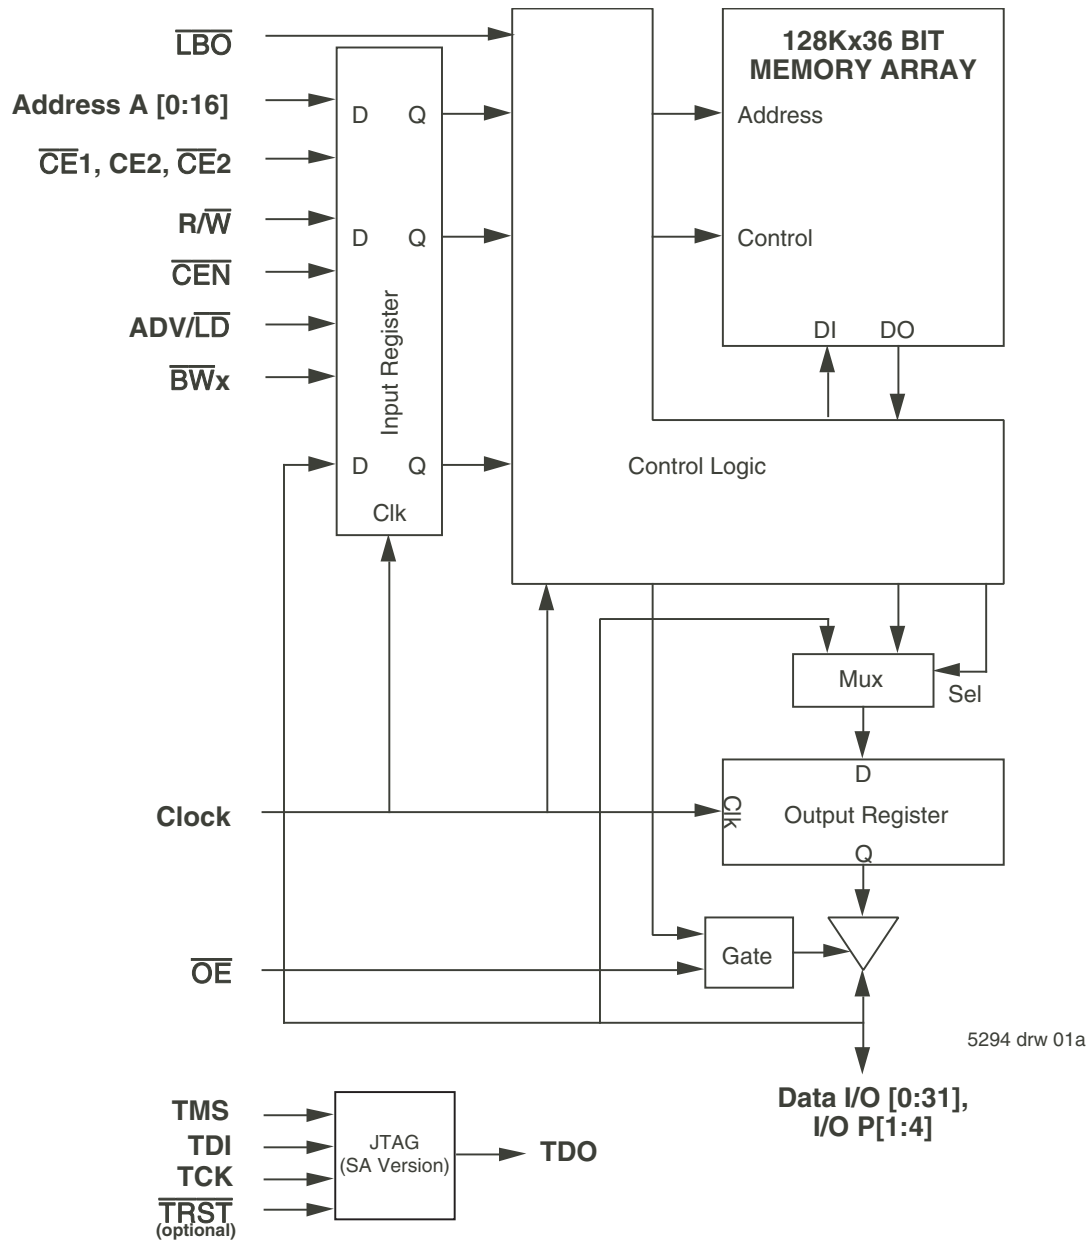 LBO
128Kx36 BIT
MEMORY ARRAY
Address A [0:16]
D Q
Address
CE1, CE2, CE2
R/W
D Q
Control
CEN
Input Register
ADV/LD
DI DO
BWx
D Q
Control Logic
Clk
Mux
Sel
D
Clock
Clk
Output Register
Q
Gate
OE
5294 drw 01a
Data I/O [0:31],
I/O P[1:4]
TMS
TDI
JTAG
(SA Version)
TDO
TCK
TRST
(optional)